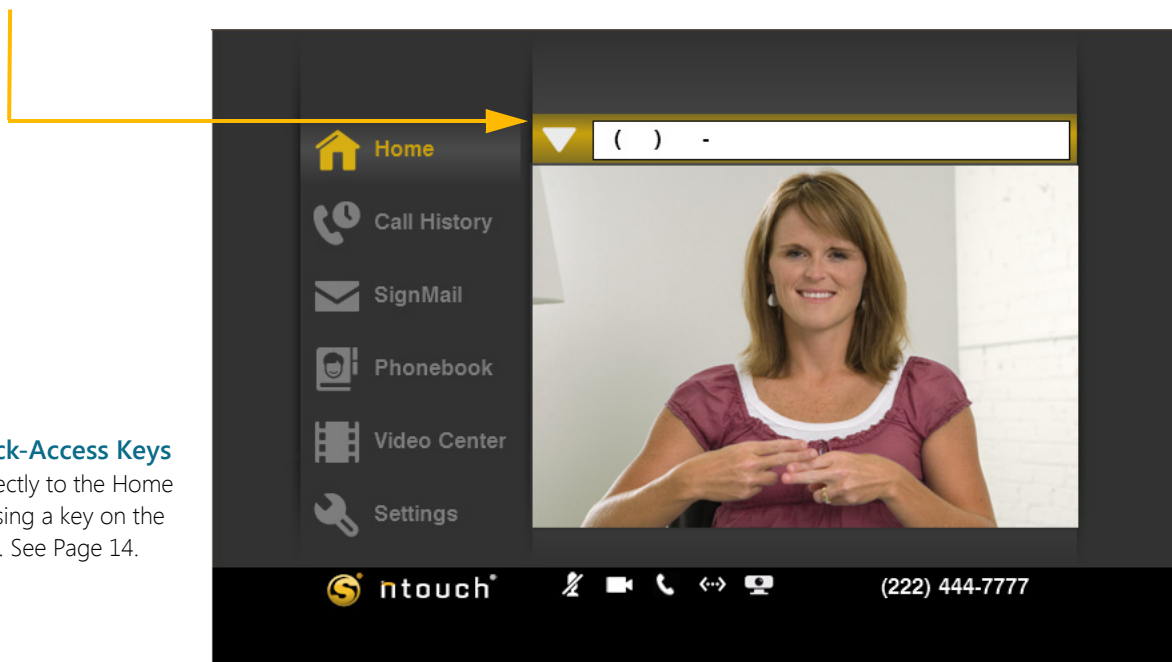 ( ) -
Home
Call History
SignMail
Phonebook
Video Center
Settings
ck-Access Keys
ectly to the Home
sing a key on the
. See Page 14.
ntouch® (222) 444-7777